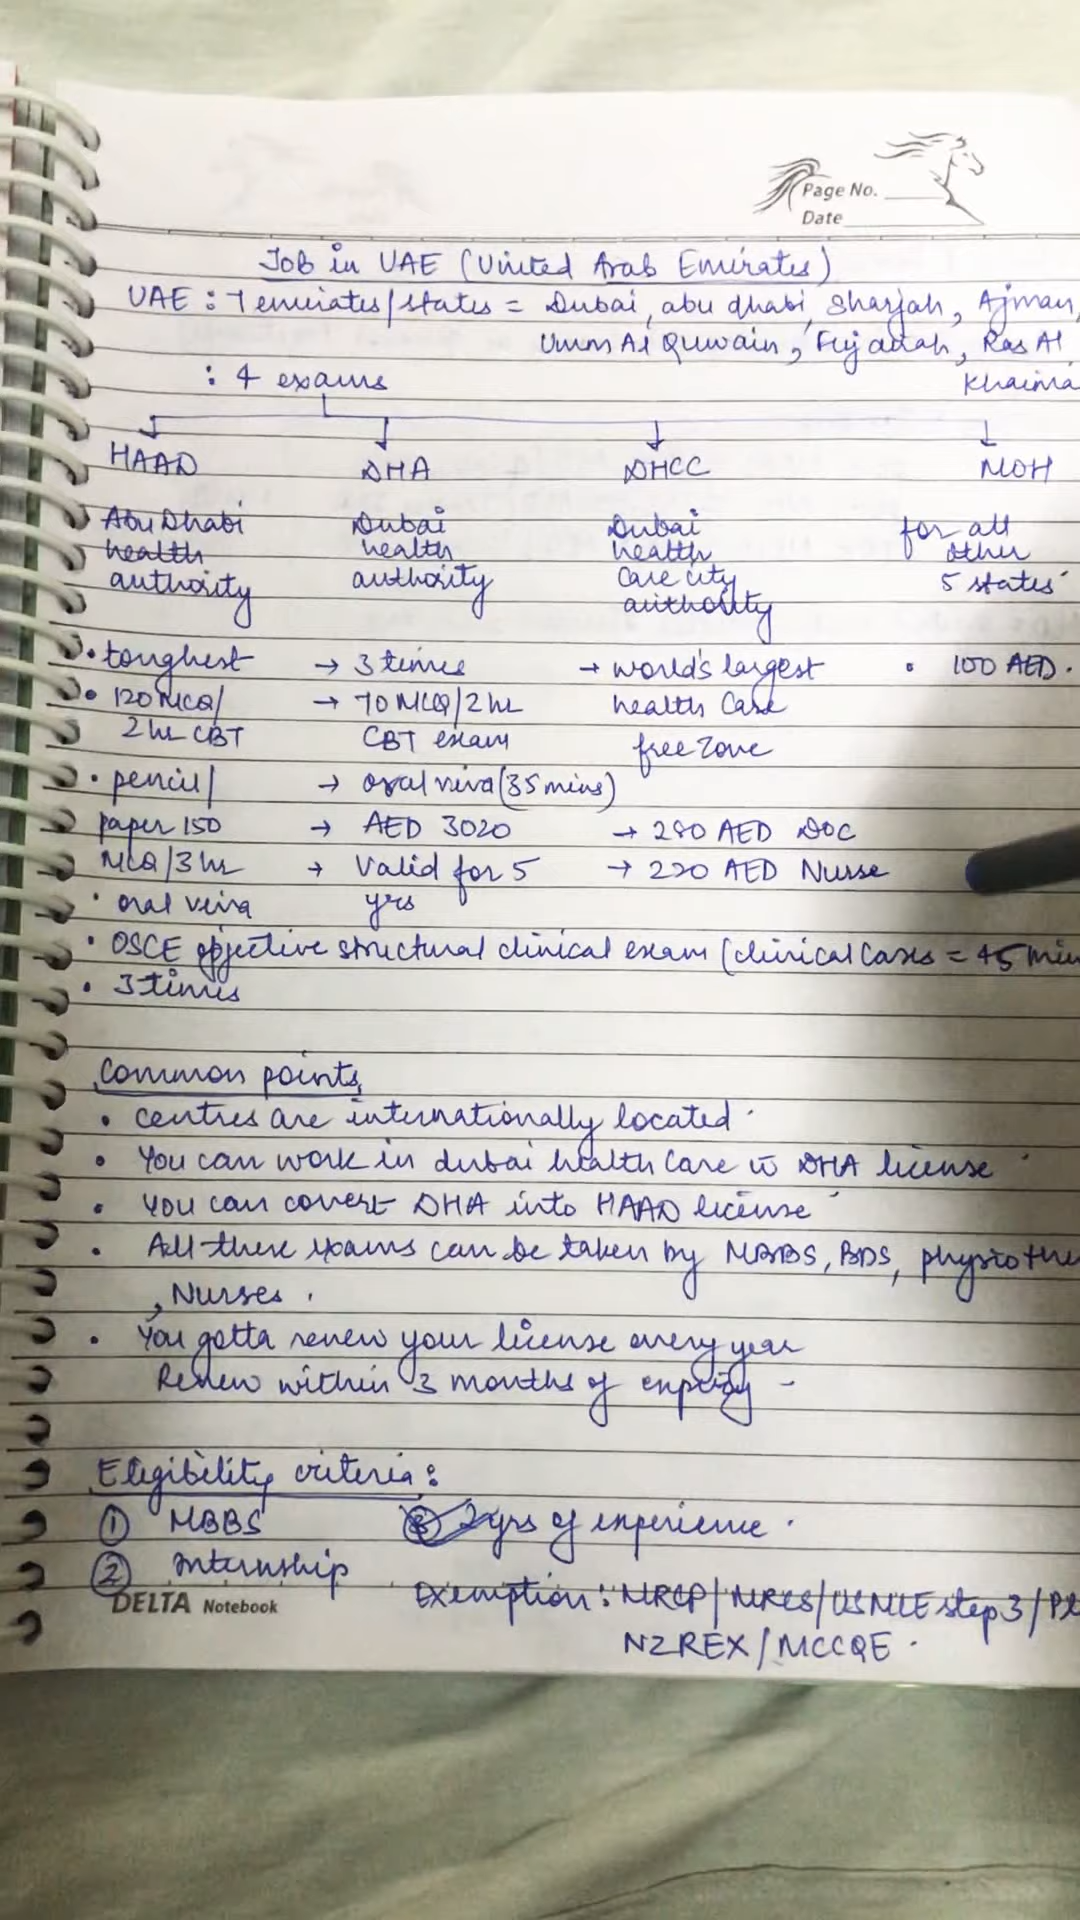 Page No.
Date
Job in UAE (United Arab Emirates)
UAE : 7 emirates/states = Dubai, abu dhabi, Sharjah, Ajman,
Umm Al Quwain, Fujairah, Ras Al
: 4 exams Khaima
HAAD DHA DHCC MOH
Abu Dhabi Dubai Dubai for all
health health health other
authority authority Care city 5 states
authority
• toughest → 3 times → world's largest • 100 AED.
• 120 MCQ/ → 70 MCQ/2 hr health Care
2 hr CBT CBT exam free zone
• pencil/ → oral viva (35 mins)
paper 150 → AED 3020 → 280 AED Doc
MCQ/3 hr → Valid for 5 → 220 AED Nurse
• oral viva yrs
• OSCE objective structural clinical exam (clinical Cases = 45 min
• 3 times
Common points
• centres are internationally located.
• You can work in dubai health care w DHA license
• You can covert DHA into HAAD license
• All these exams can be taken by MBBS, BDS, physiothe
, Nurses.
• You gotta renew your license every year
Renew within 3 months of expiry -
Eligibility criteria:
① MBBS ③ 2 yrs of experience.
② Internship
Exemption: MRCP/MRCS/USMLE step 3/PL
DELTA Notebook
NZREX/MCCQE.